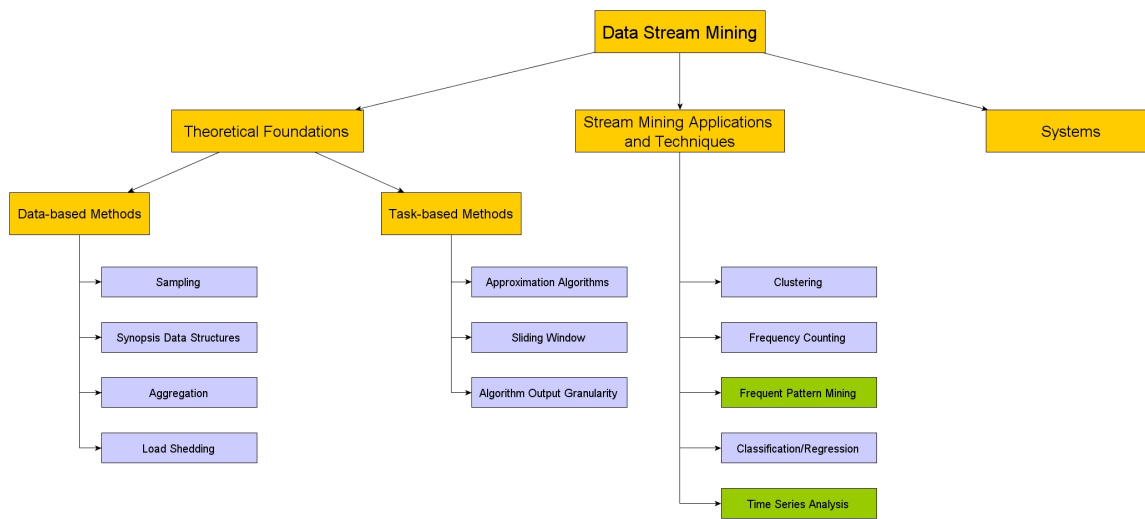 Data Stream Mining
Theoretical Foundations
Stream Mining Applications
and Techniques
Systems
Data-based Methods
Task-based Methods
Sampling
Synopsis Data Structures
Aggregation
Load Shedding
Approximation Algorithms
Sliding Window
Algorithm Output Granularity
Clustering
Frequency Counting
Frequent Pattern Mining
Classification/Regression
Time Series Analysis